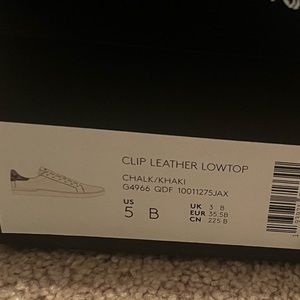 CLIP LEATHER LOWTOP
CHALK/KHAKI
G4966 QDF 10011275JAX
US
5 B
UK 3 B
EUR 35.5B
CN 225 B